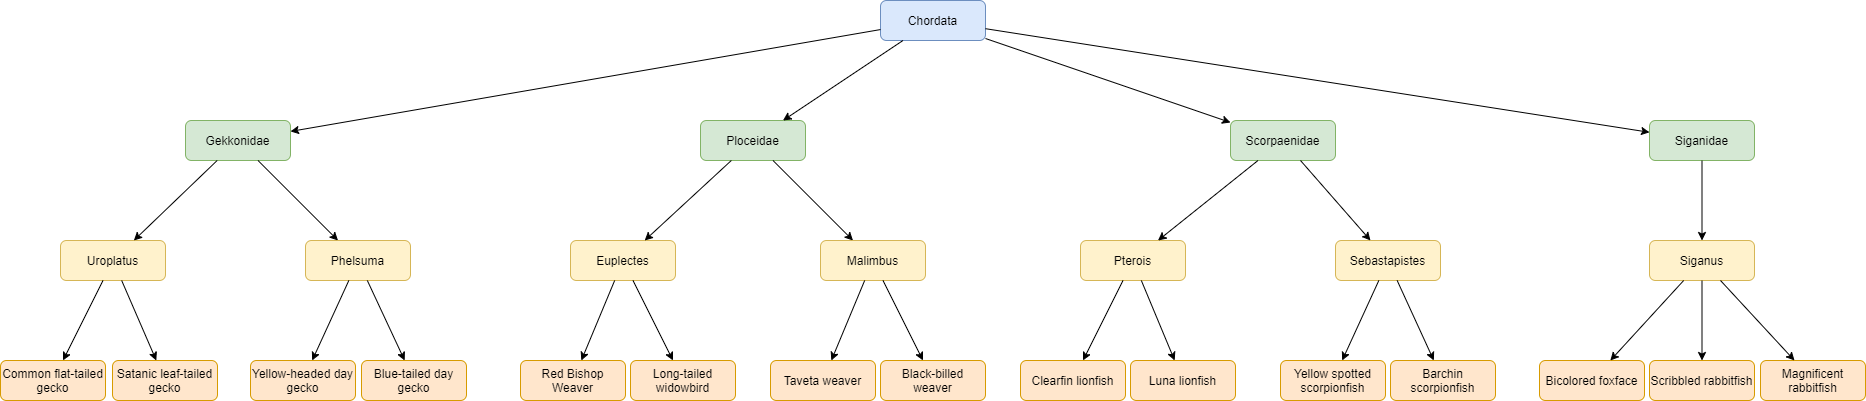 Chordata
Gekkonidae
Ploceidae
Scorpaenidae
Siganidae
Uroplatus
Phelsuma
Euplectes
Malimbus
Pterois
Sebastapistes
Siganus
Common flat-tailed
gecko
Satanic leaf-tailed
gecko
Yellow-headed day
gecko
Blue-tailed day
gecko
Red Bishop
Weaver
Long-tailed
widowbird
Taveta weaver
Black-billed
weaver
Clearfin lionfish
Luna lionfish
Yellow spotted
scorpionfish
Barchin
scorpionfish
Bicolored foxface
Scribbled rabbitfish
Magnificent
rabbitfish